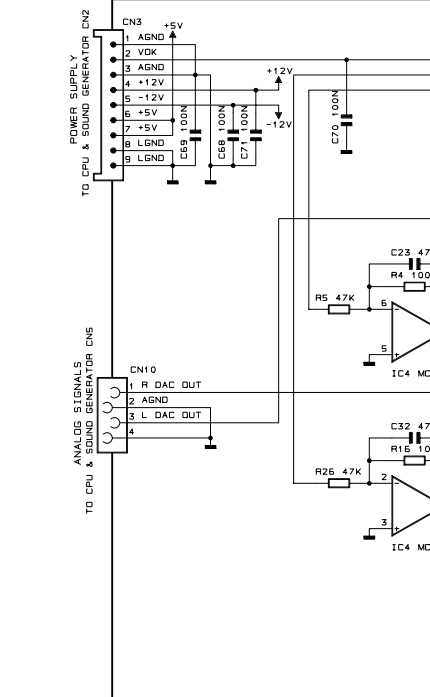 CN3
+5V
1 AGND
2 VDK
3 AGND
4 +12V
5 -12V
6 +5V
7 +5V
8 LGND
9 LGND
POWER SUPPLY
TO CPU & SOUND GENERATOR CN2
+12V
-12V
C69 100N
C68 100N
C71 100N
C70 100N
C23 47
R4 100
R5 47K
6 -
5 +
IC4 MC
CN10
1 R DAC OUT
2 AGND
3 L DAC OUT
4
ANALOG SIGNALS
TO CPU & SOUND GENERATOR CN5
C32 47
R16 10
R26 47K
2 -
3 +
IC4 MC